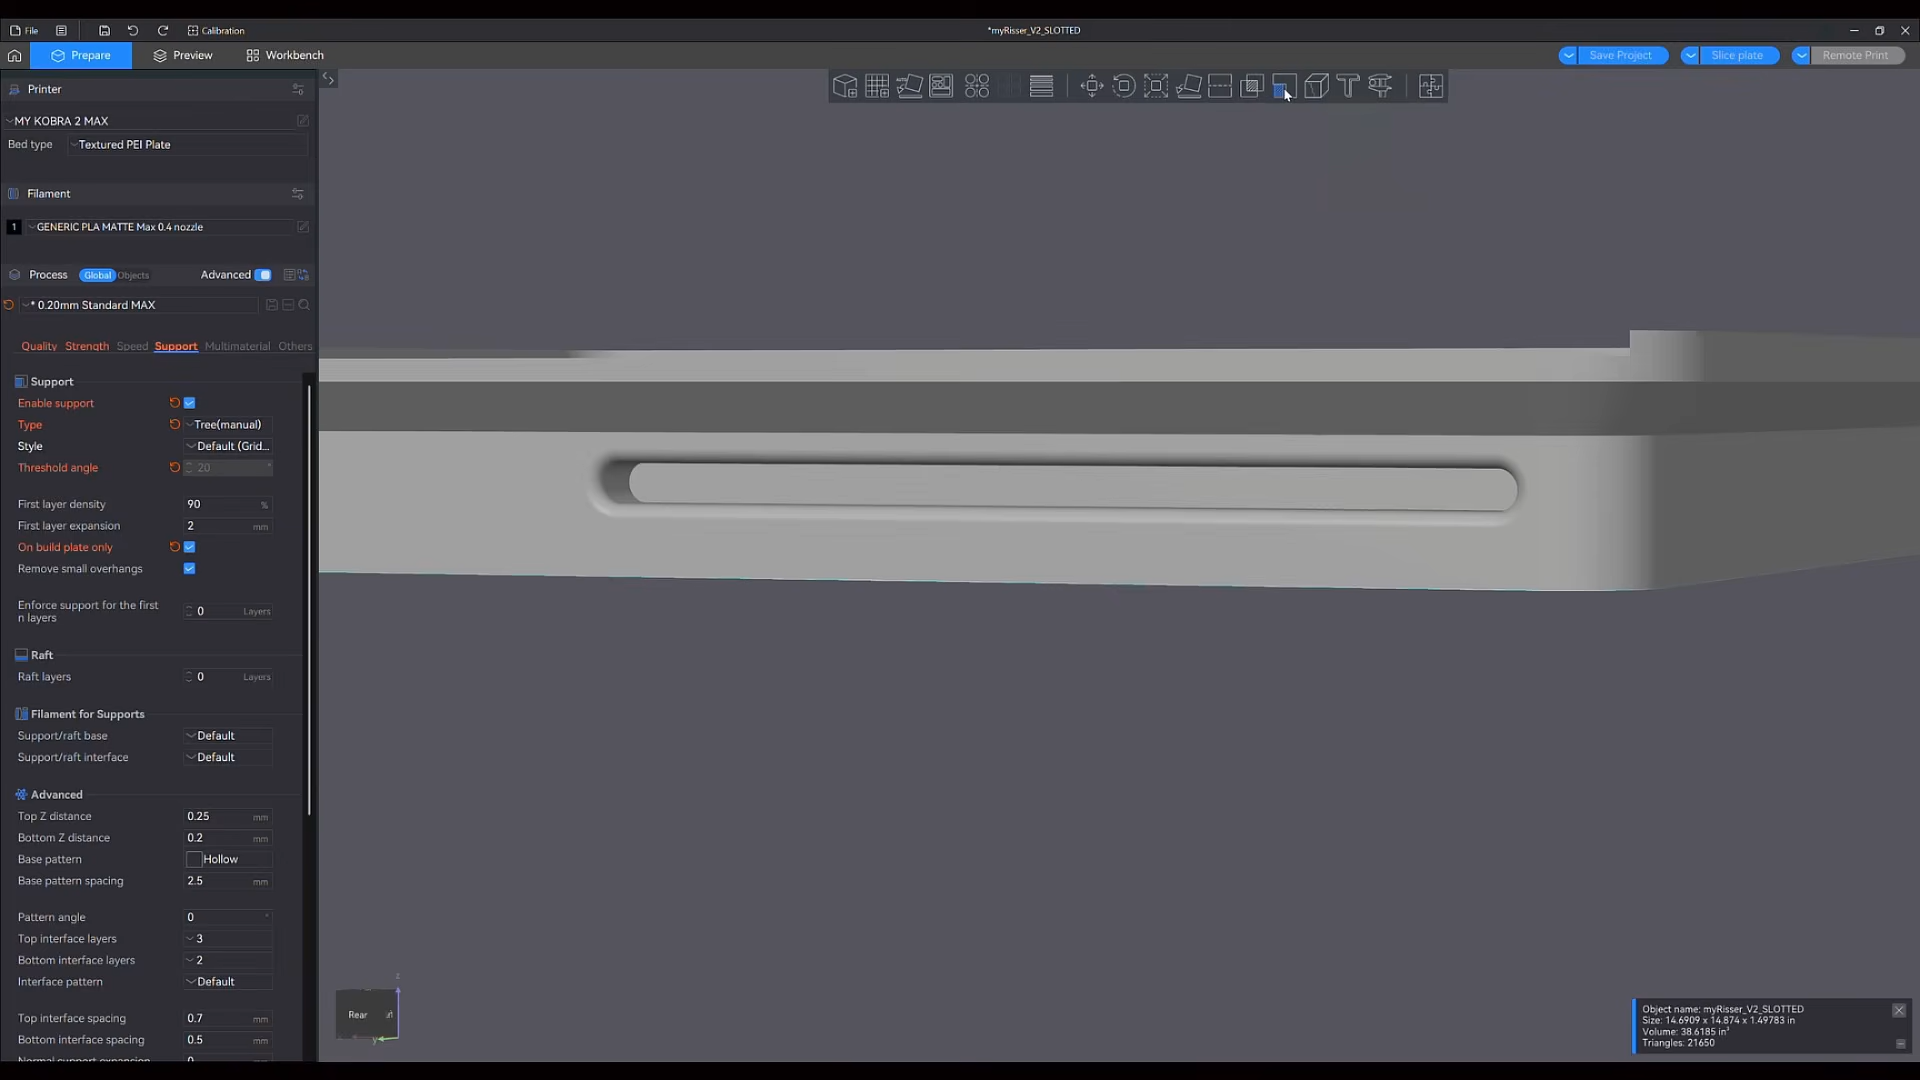 File
Calibration
*myRisser_V2_SLOTTED
Prepare
Preview
Workbench
Save Project
Slice plate
Remote Print
Printer
MY KOBRA 2 MAX
Bed type
Textured PEI Plate
Filament
1
GENERIC PLA MATTE Max 0.4 nozzle
Process
Global
Objects
Advanced
* 0.20mm Standard MAX
Quality
Strength
Speed
Support
Multimaterial
Others
Support
Enable support
Type
Tree(manual)
Style
Default (Grid...
Threshold angle
20
°
First layer density
90
%
First layer expansion
2
mm
On build plate only
Remove small overhangs
Enforce support for the first
n layers
0
Layers
Raft
Raft layers
0
Layers
Filament for Supports
Support/raft base
Default
Support/raft interface
Default
Advanced
Top Z distance
0.25
mm
Bottom Z distance
0.2
mm
Base pattern
Hollow
Base pattern spacing
2.5
mm
Pattern angle
0
°
Top interface layers
3
Bottom interface layers
2
Interface pattern
Default
Top interface spacing
0.7
mm
Bottom interface spacing
0.5
mm
Normal support expansion
0
z
Rear
y
Object name: myRisser_V2_SLOTTED
Size: 14.6909 x 14.874 x 1.49783 in
Volume: 38.6185 in³
Triangles: 21650